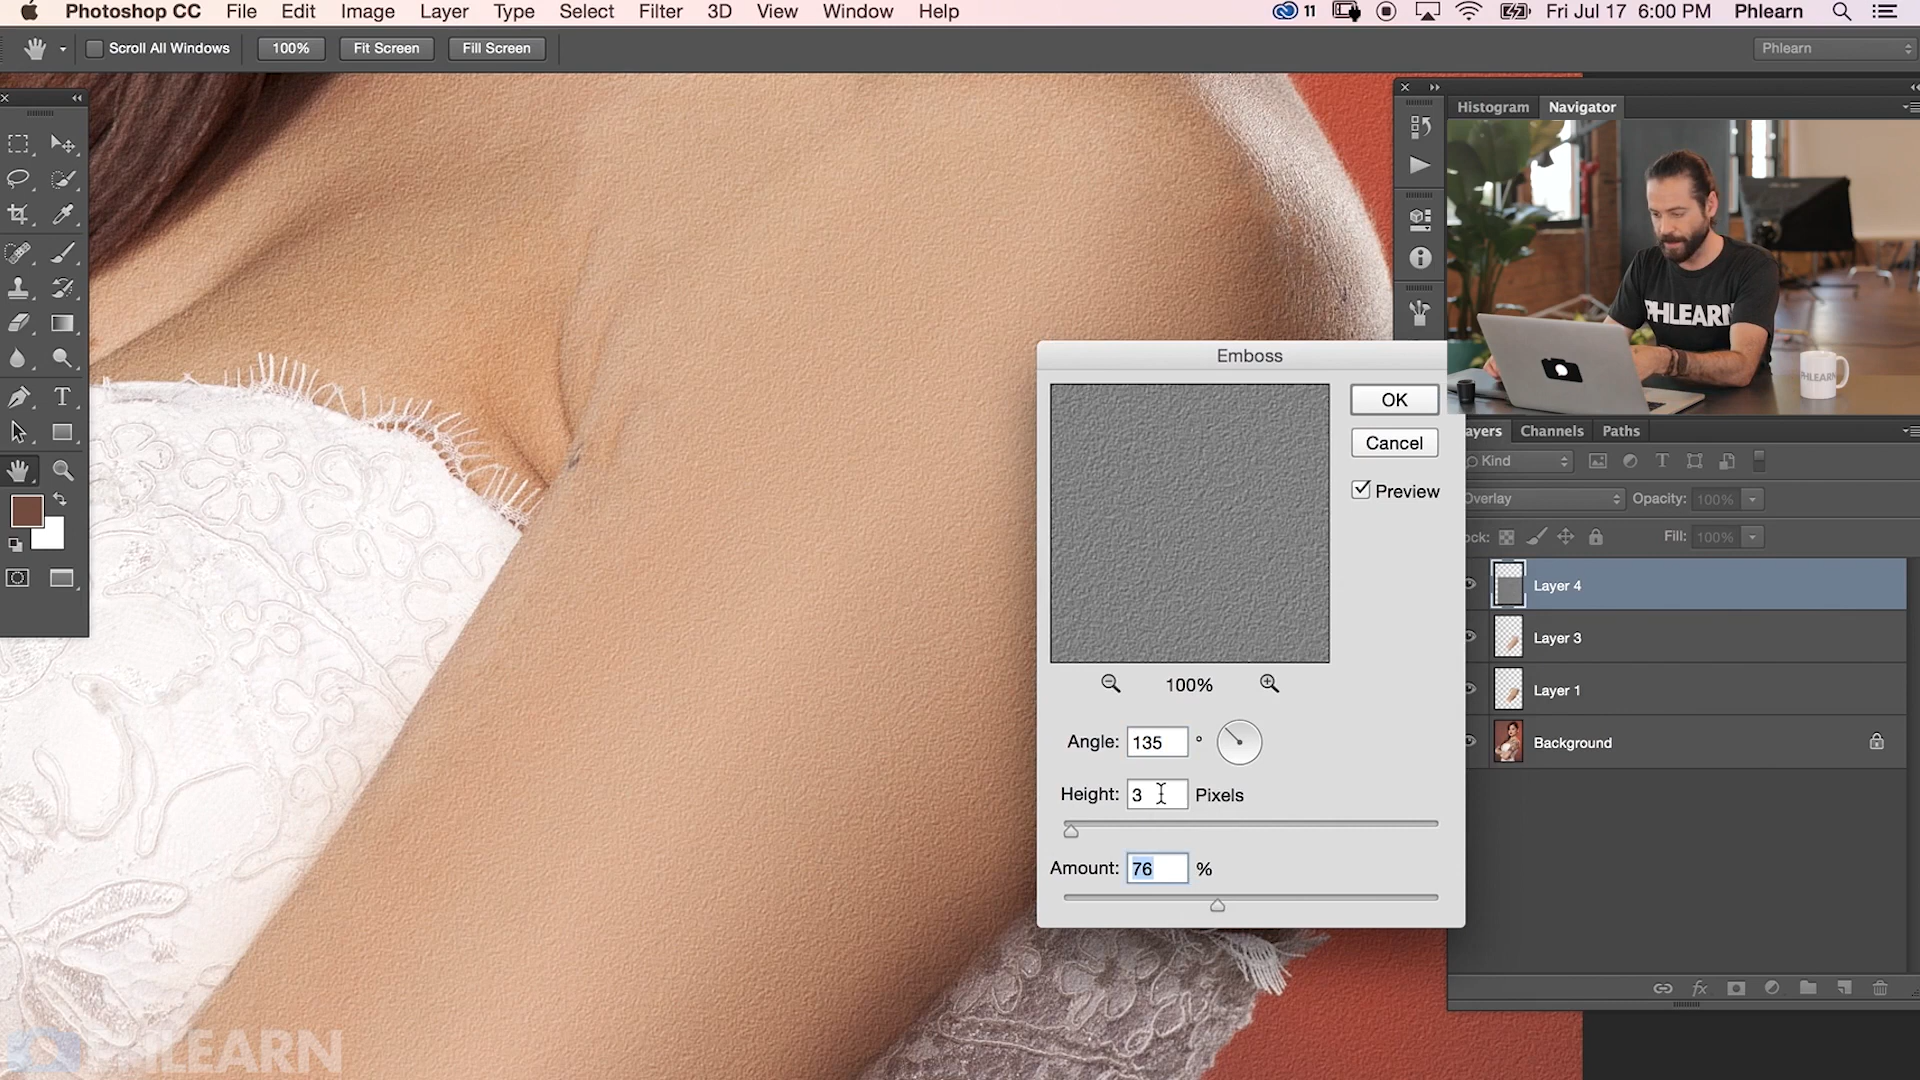 Photoshop CC File Edit Image Layer Type Select Filter 3D View Window Help 11 Fri Jul 17 6:00 PM Phlearn
Scroll All Windows 100% Fit Screen Fill Screen Phlearn
Histogram Navigator
PHLEARN
PHLEARN
Emboss
OK
Cancel
Preview
100%
Angle: 135 °
Height: 3 Pixels
Amount: 76 %
ayers Channels Paths
Kind
Overlay Opacity: 100%
ock: Fill: 100%
Layer 4
Layer 3
Layer 1
Background
fx
PHLEARN